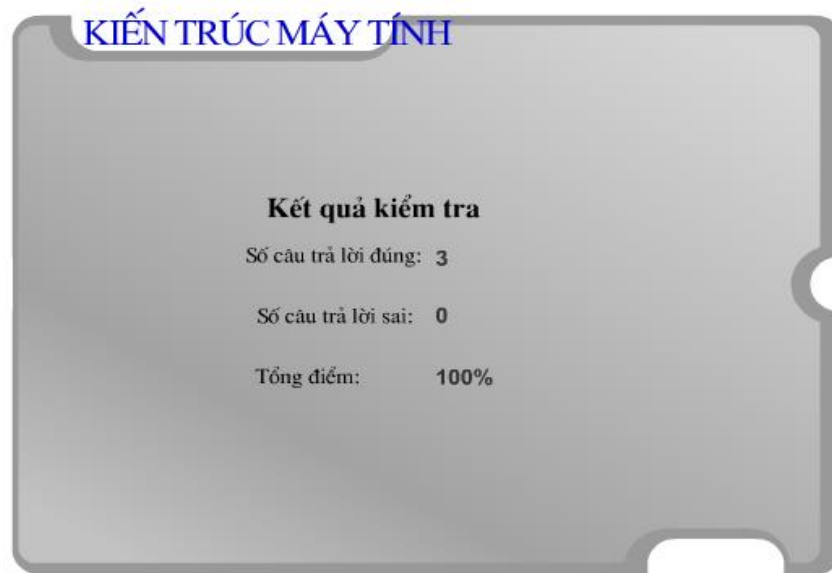 KIẾN TRÚC MÁY TÍNH
Kết quả kiểm tra
Số câu trả lời đúng: 3
Số câu trả lời sai: 0
Tổng điểm: 100%